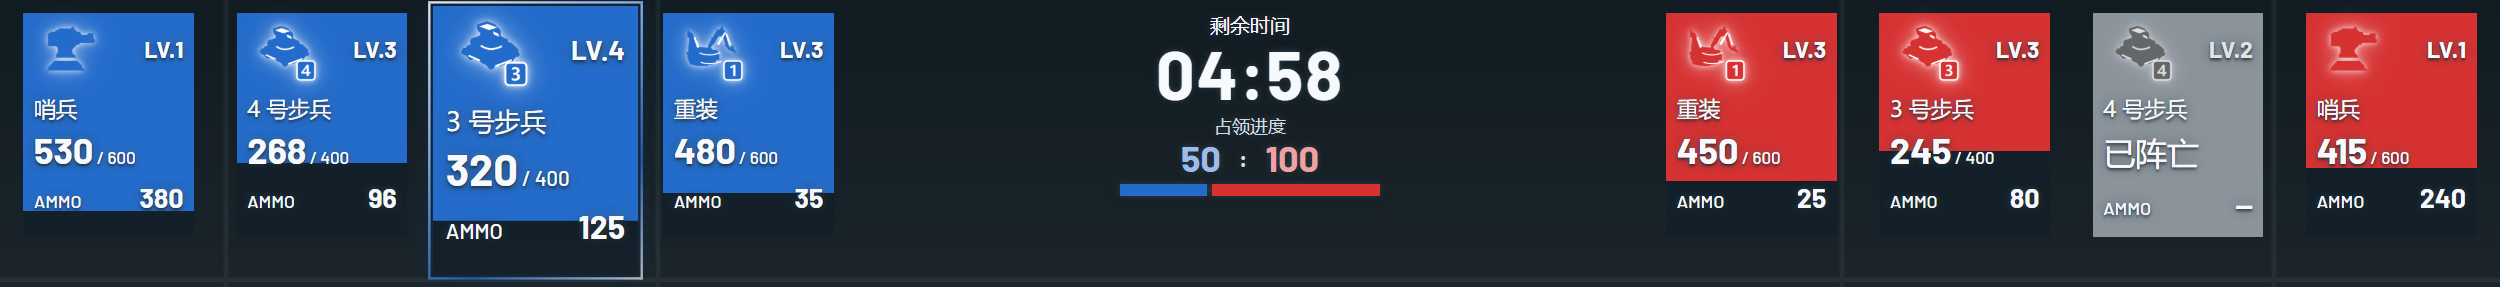 LV.1
哨兵
530 / 600
AMMO 380
4
LV.3
4 号步兵
268 / 400
AMMO 96
3
LV.4
3 号步兵
320 / 400
AMMO 125
1
LV.3
重装
480 / 600
AMMO 35
剩余时间
04:58
占领进度
50 : 100
1
LV.3
重装
450 / 600
AMMO 25
3
LV.3
3 号步兵
245 / 400
AMMO 80
4
LV.2
4 号步兵
已阵亡
AMMO –
LV.1
哨兵
415 / 600
AMMO 240